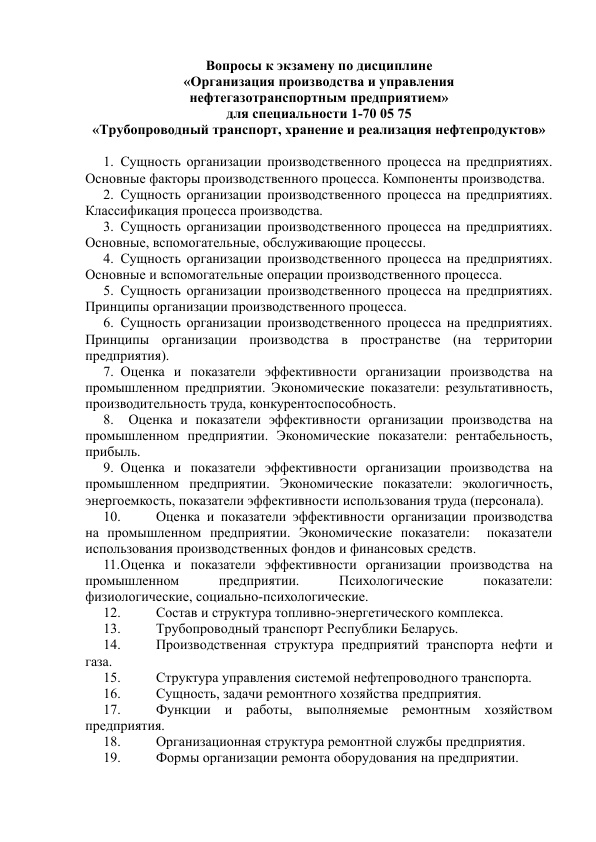 Вопросы к экзамену по дисциплине
«Организация производства и управления
нефтегазотранспортным предприятием»
для специальности 1-70 05 75
«Трубопроводный транспорт, хранение и реализация нефтепродуктов»
1. Сущность организации производственного процесса на предприятиях.
Основные факторы производственного процесса. Компоненты производства.
2. Сущность организации производственного процесса на предприятиях.
Классификация процесса производства.
3. Сущность организации производственного процесса на предприятиях.
Основные, вспомогательные, обслуживающие процессы.
4. Сущность организации производственного процесса на предприятиях.
Основные и вспомогательные операции производственного процесса.
5. Сущность организации производственного процесса на предприятиях.
Принципы организации производственного процесса.
6. Сущность организации производственного процесса на предприятиях.
Принципы организации производства в пространстве (на территории
предприятия).
7. Оценка и показатели эффективности организации производства на
промышленном предприятии. Экономические показатели: результативность,
производительность труда, конкурентоспособность.
8. Оценка и показатели эффективности организации производства на
промышленном предприятии. Экономические показатели: рентабельность,
прибыль.
9. Оценка и показатели эффективности организации производства на
промышленном предприятии. Экономические показатели: экологичность,
энергоемкость, показатели эффективности использования труда (персонала).
10. Оценка и показатели эффективности организации производства
на промышленном предприятии. Экономические показатели: показатели
использования производственных фондов и финансовых средств.
11.Оценка и показатели эффективности организации производства на
промышленном предприятии. Психологические показатели:
физиологические, социально-психологические.
12. Состав и структура топливно-энергетического комплекса.
13. Трубопроводный транспорт Республики Беларусь.
14. Производственная структура предприятий транспорта нефти и
газа.
15. Структура управления системой нефтепроводного транспорта.
16. Сущность, задачи ремонтного хозяйства предприятия.
17. Функции и работы, выполняемые ремонтным хозяйством
предприятия.
18. Организационная структура ремонтной службы предприятия.
19. Формы организации ремонта оборудования на предприятии.